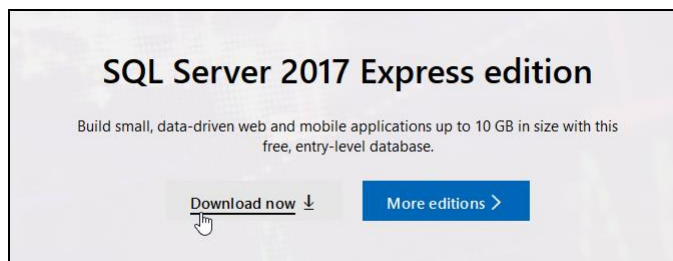 SQL Server 2017 Express edition
Build small, data-driven web and mobile applications up to 10 GB in size with this
free, entry-level database.
Download now ↓ More editions >